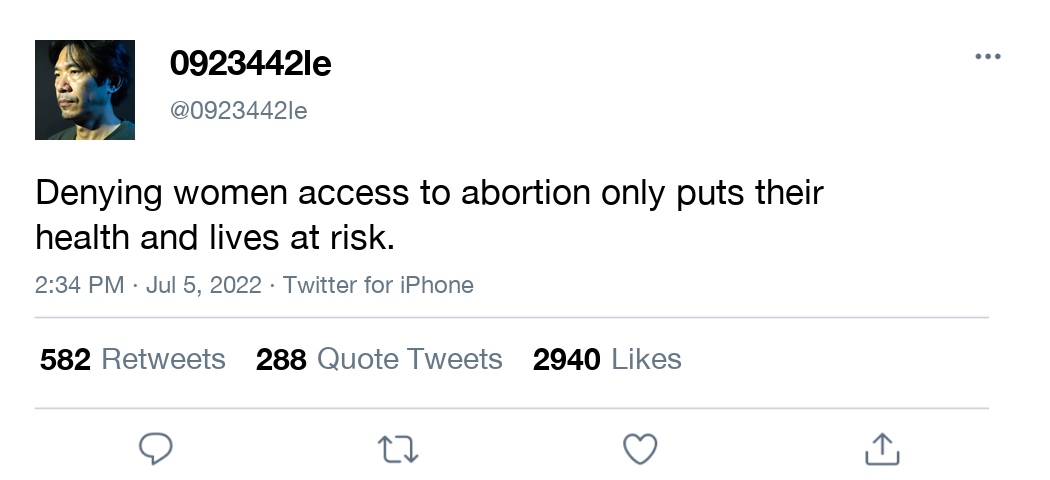 0923442le
@0923442le
Denying women access to abortion only puts their
health and lives at risk.
2:34 PM · Jul 5, 2022 · Twitter for iPhone
582 Retweets 288 Quote Tweets 2940 Likes